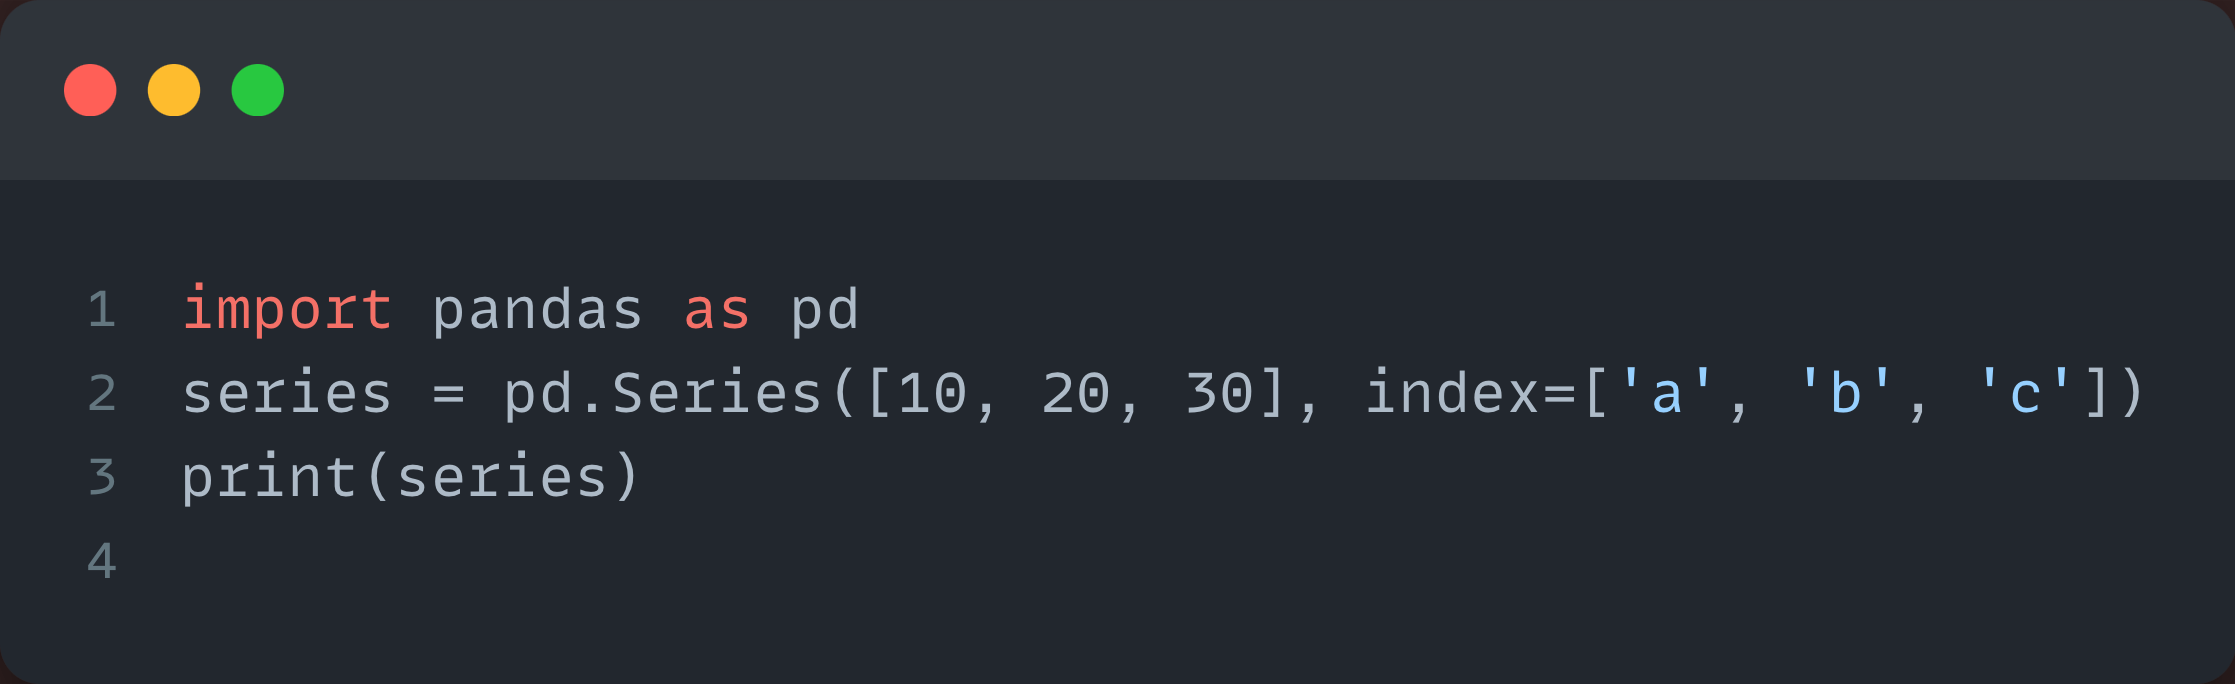 1 import pandas as pd
2 series = pd.Series([10, 20, 30], index=['a', 'b', 'c'])
3 print(series)
4